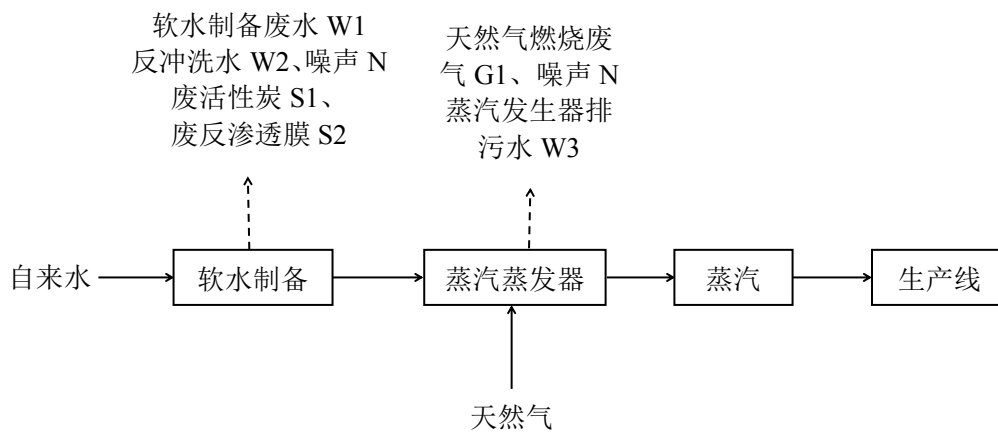 软水制备废水 W1
反冲洗水 W2、噪声 N
废活性炭 S1、
废反渗透膜 S2
天然气燃烧废
气 G1、噪声 N
蒸汽发生器排
污水 W3
自来水
软水制备
蒸汽蒸发器
蒸汽
生产线
天然气